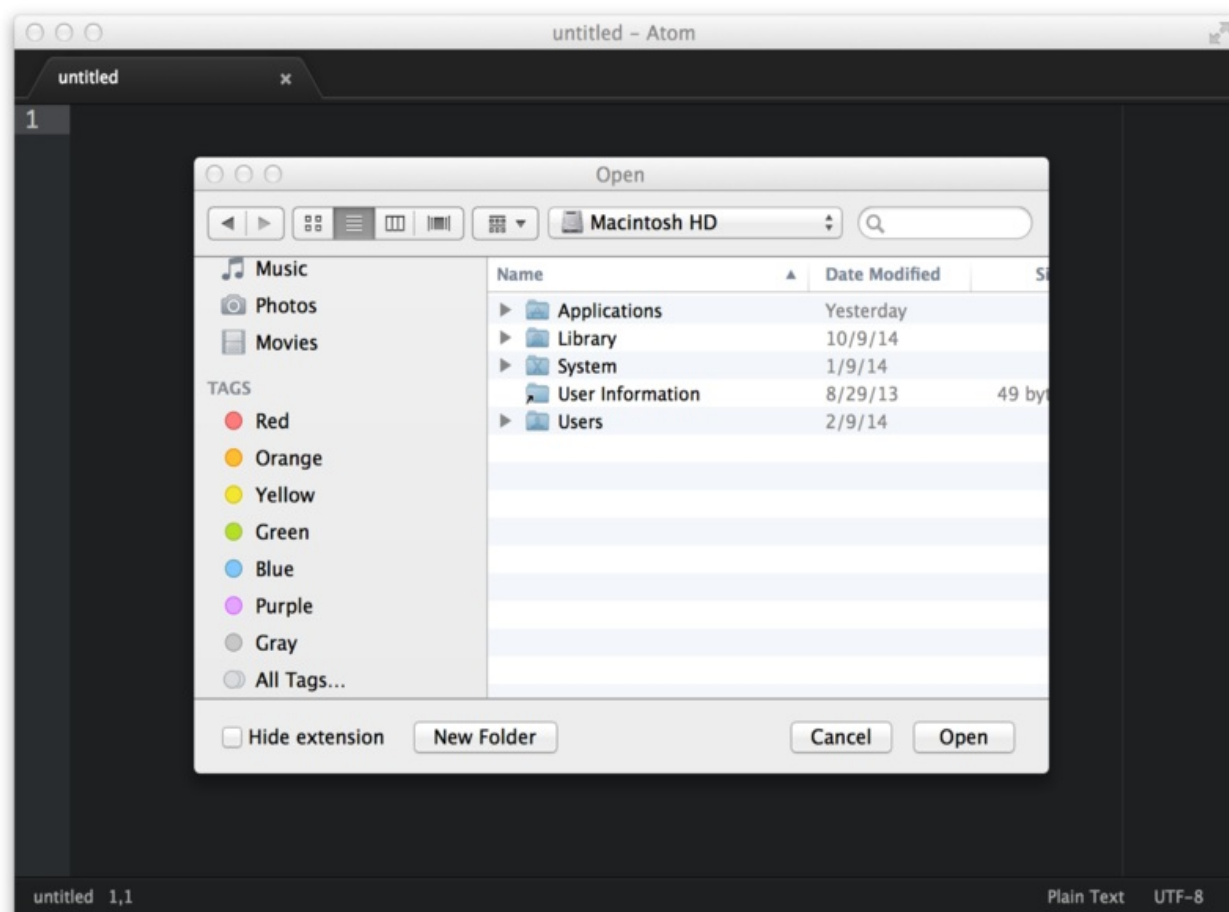 untitled – Atom
untitled
1
Open
Macintosh HD
Music
Photos
Movies
TAGS
Red
Orange
Yellow
Green
Blue
Purple
Gray
All Tags...
Name Date Modified
Applications Yesterday
Library 10/9/14
System 1/9/14
User Information 8/29/13 49
Users 2/9/14
Hide extension New Folder Cancel Open
untitled 1,1 Plain Text UTF-8